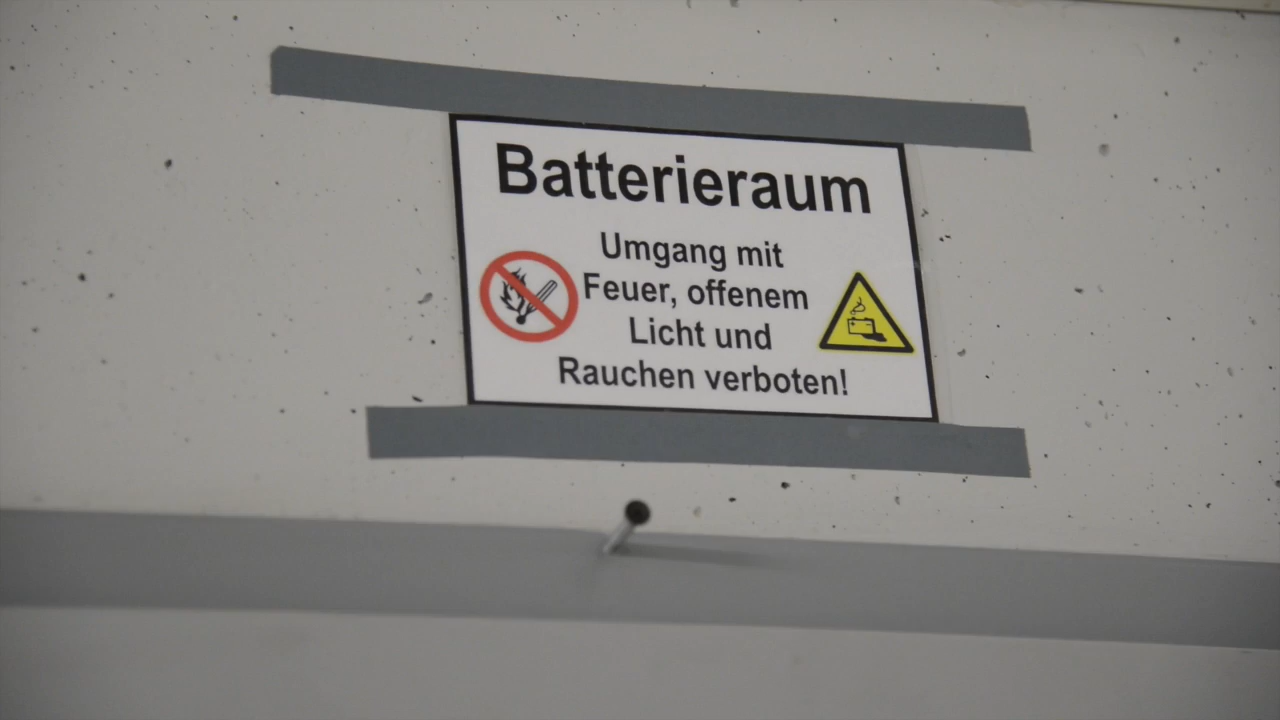 Batterieraum
Umgang mit
Feuer, offenem
Licht und
Rauchen verboten!